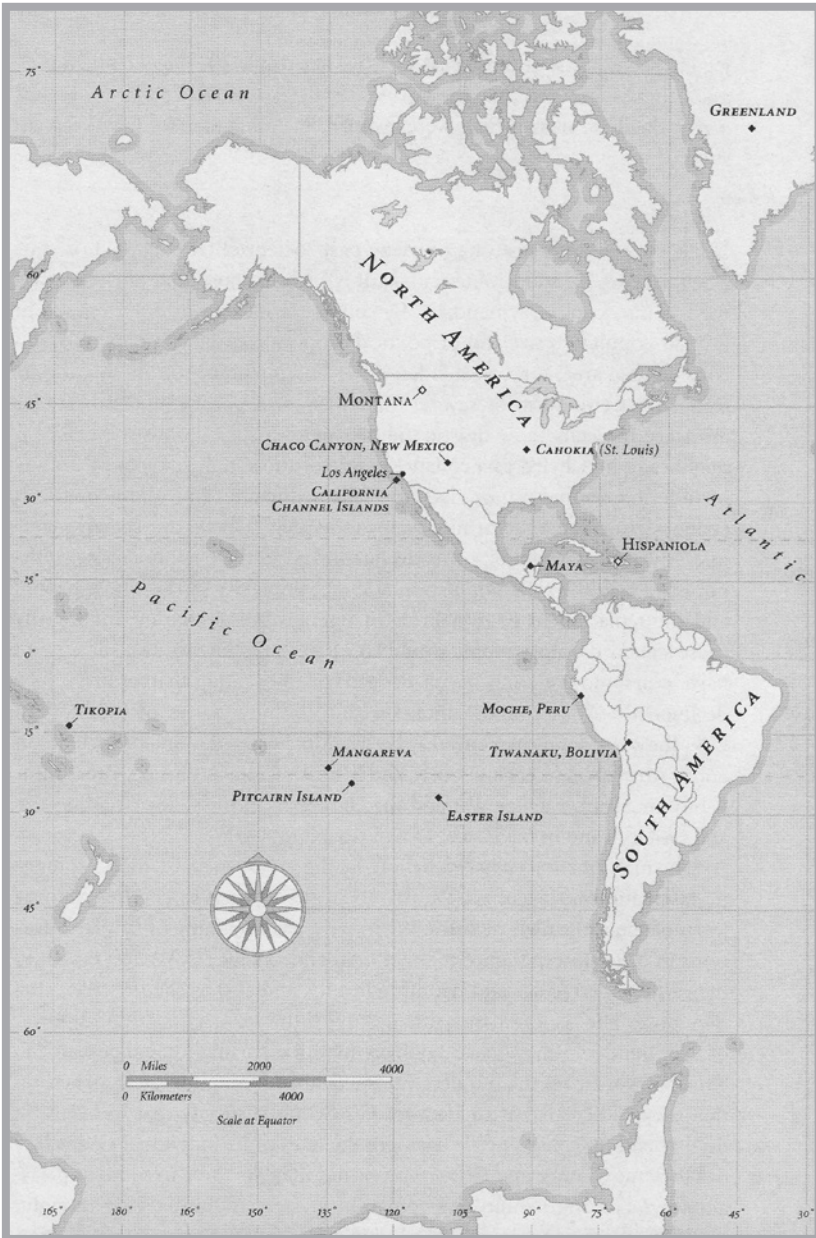 75°
Arctic Ocean
GREENLAND
60°
NORTH AMERICA
MONTANA
45°
CHACO CANYON, NEW MEXICO
CAHOKIA (St. Louis)
Los Angeles
CALIFORNIA
CHANNEL ISLANDS
30°
Atlantic
HISPANIOLA
MAYA
15°
Pacific Ocean
0°
TIKOPIA
MOCHE, PERU
15°
MANGAREVA
TIWANAKU, BOLIVIA
SOUTH AMERICA
PITCAIRN ISLAND
30°
EASTER ISLAND
45°
60°
0 Miles 2000 4000
0 Kilometers 4000
Scale at Equator
165° 180° 165° 150° 135° 120° 105° 90° 75° 60° 45° 30°